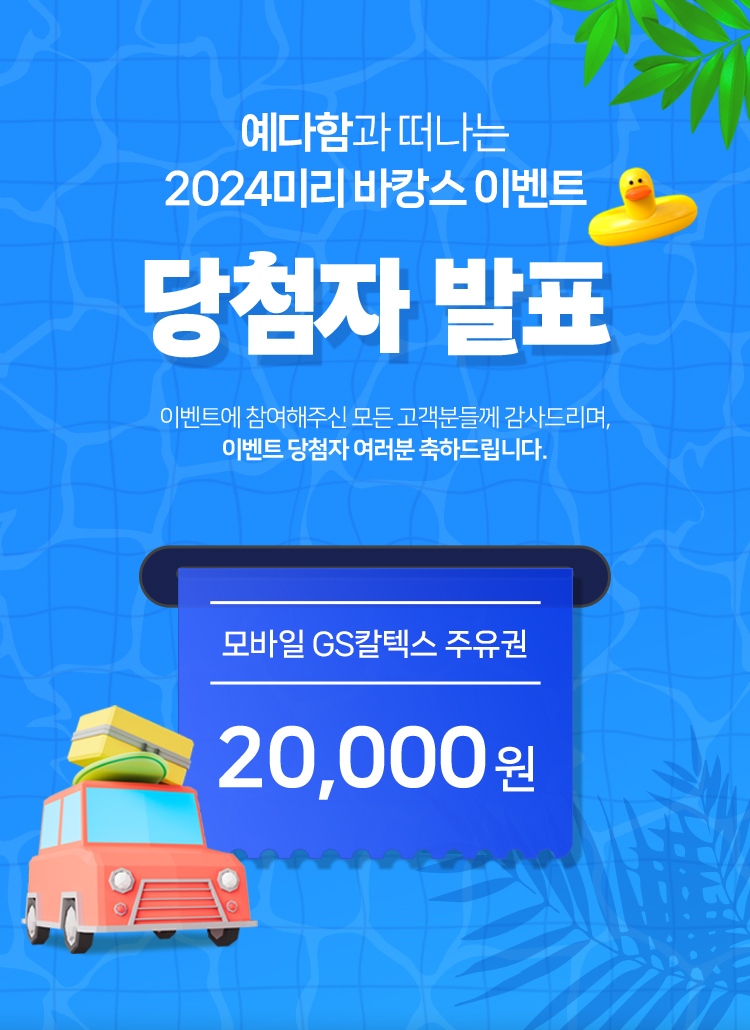 예다함과 떠나는
2024미리 바캉스 이벤트
당첨자 발표
이벤트에 참여해주신 모든 고객분들께 감사드리며,
이벤트 당첨자 여러분 축하드립니다.
모바일 GS칼텍스 주유권
20,000원